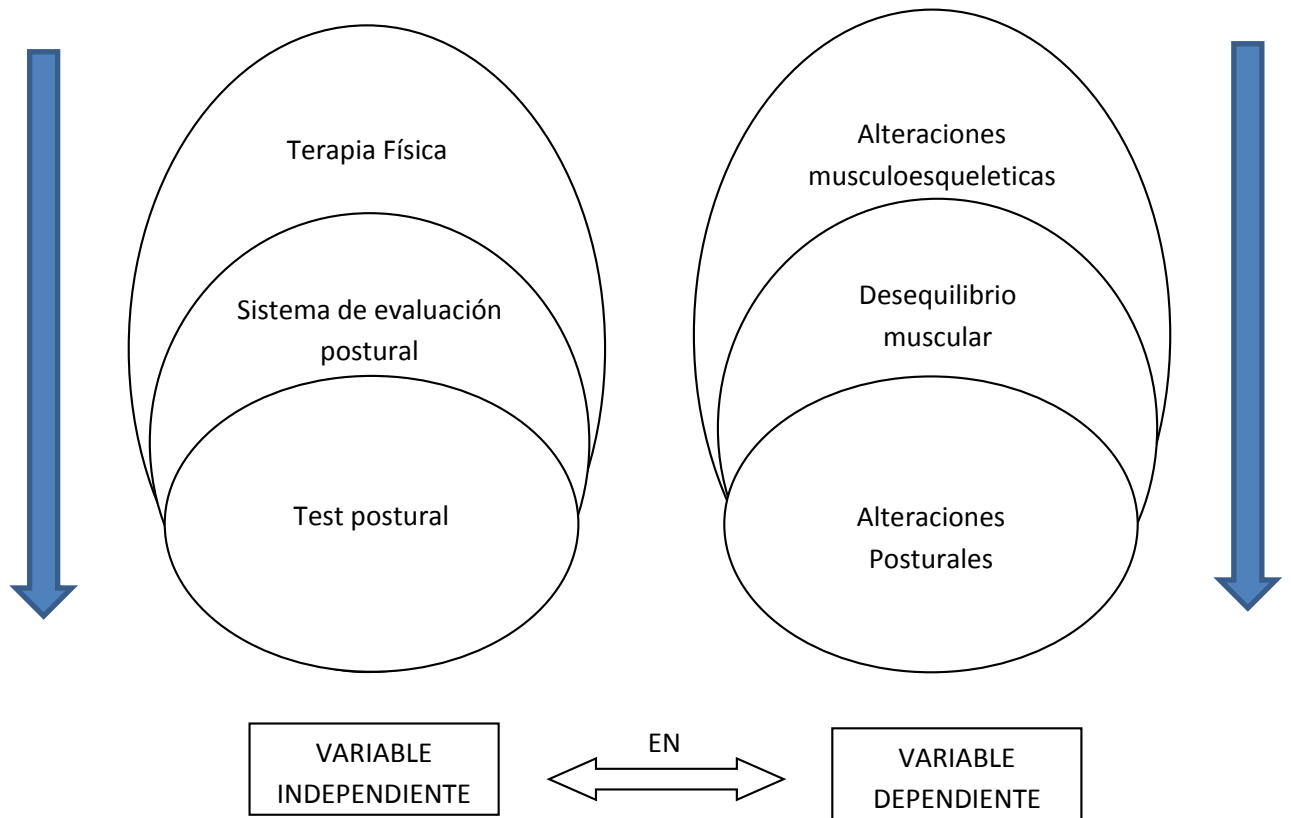 Terapia Física
Sistema de evaluación
postural
Test postural
Alteraciones
musculoesqueleticas
Desequilibrio
muscular
Alteraciones
Posturales
VARIABLE
INDEPENDIENTE
EN
VARIABLE
DEPENDIENTE